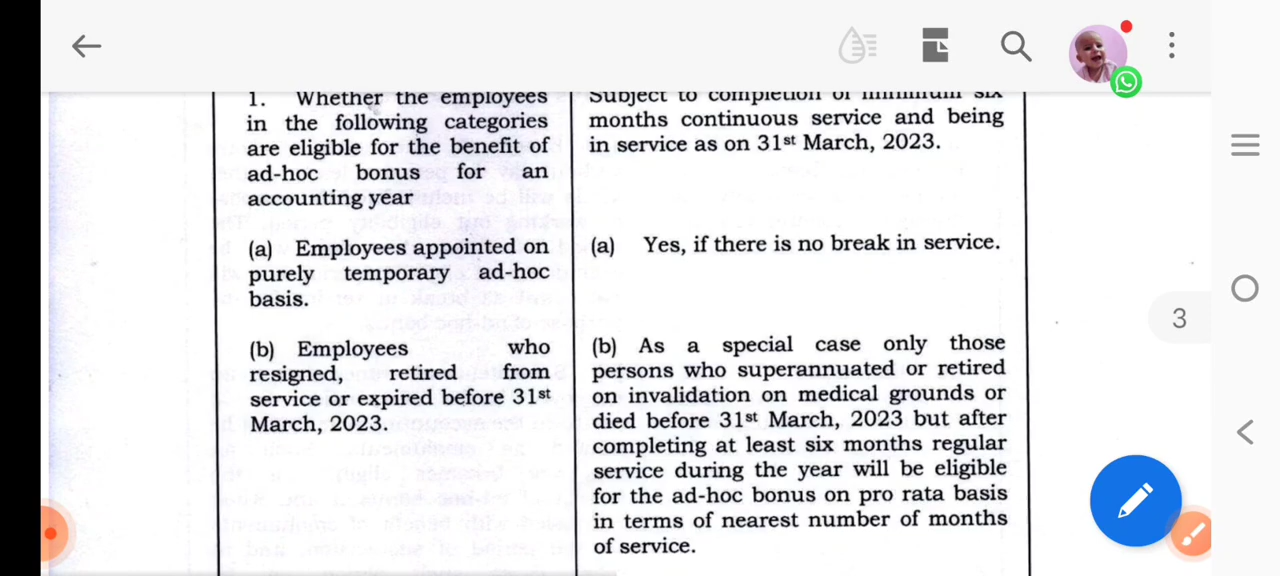 1. Whether the employees
in the following categories
are eligible for the benefit of
ad-hoc bonus for an
accounting year
Subject to completion of minimum six
months continuous service and being
in service as on 31st March, 2023.
(a) Employees appointed on
purely temporary ad-hoc
basis.
(a) Yes, if there is no break in service.
(b) Employees who
resigned, retired from
service or expired before 31st
March, 2023.
(b) As a special case only those
persons who superannuated or retired
on invalidation on medical grounds or
died before 31st March, 2023 but after
completing at least six months regular
service during the year will be eligible
for the ad-hoc bonus on pro rata basis
in terms of nearest number of months
of service.
3